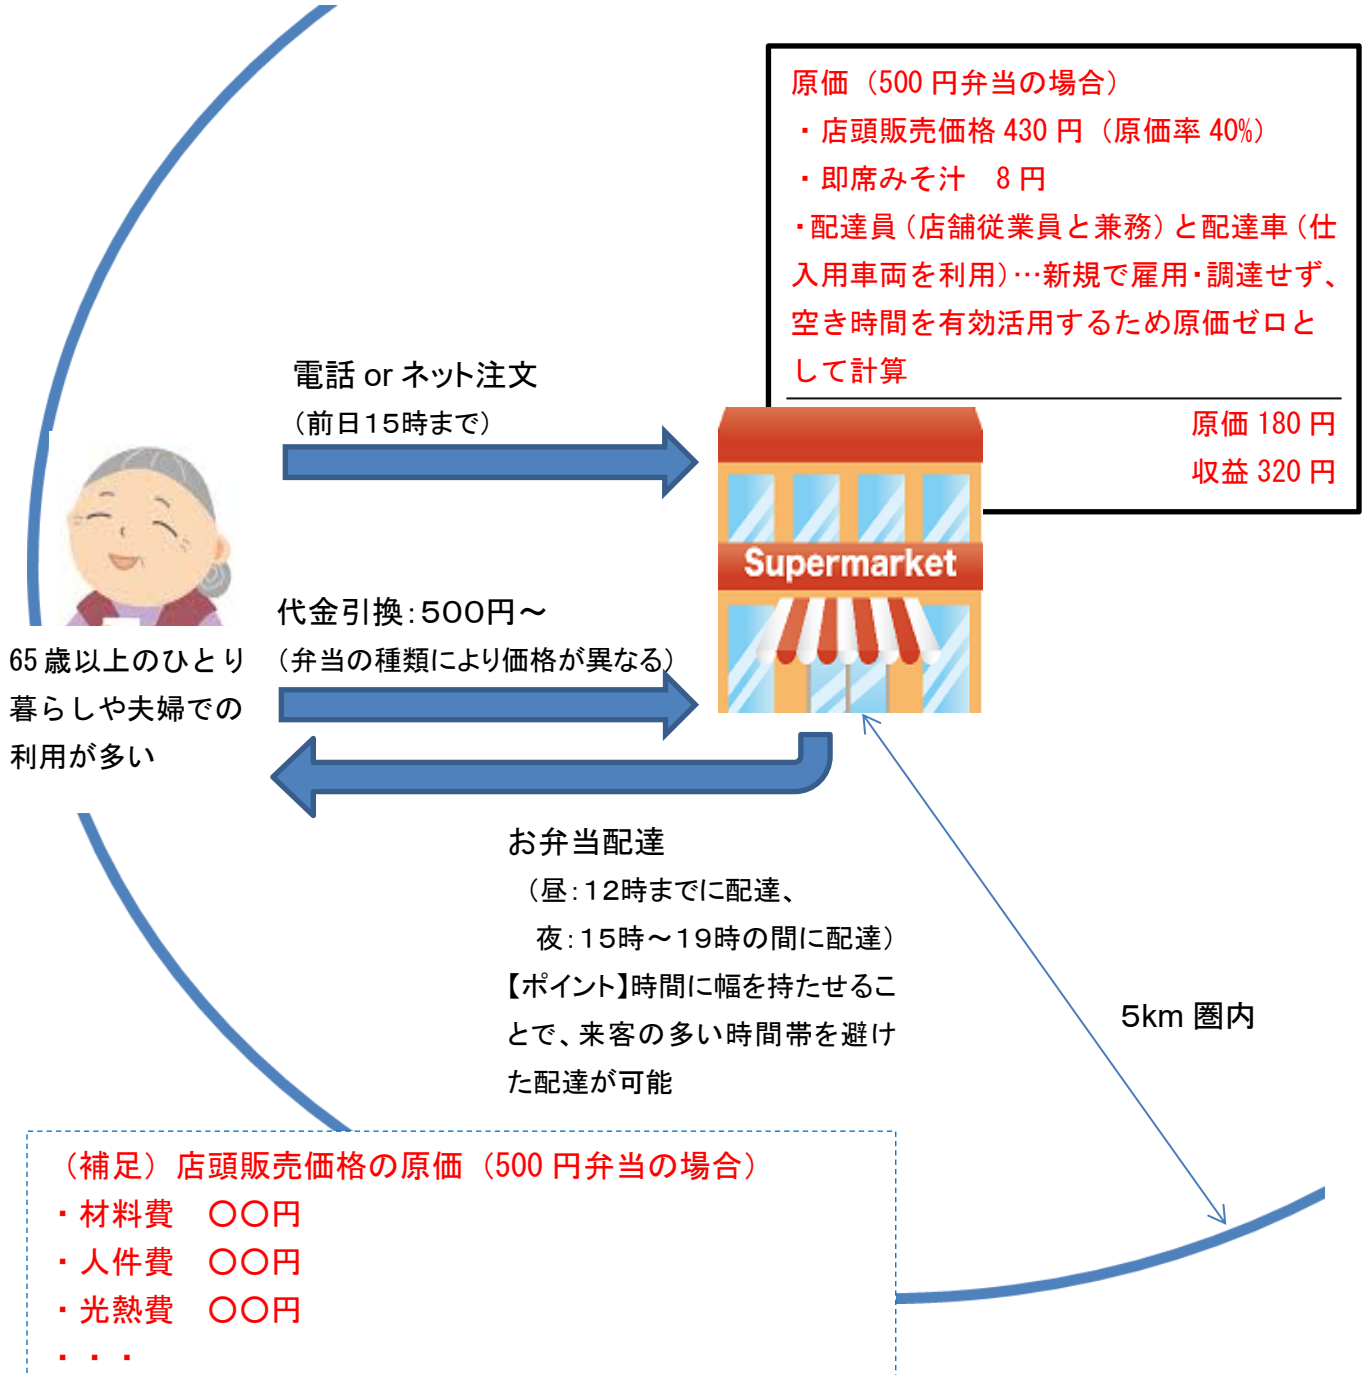 原価（500円弁当の場合）
・店頭販売価格430円（原価率40%）
・即席みそ汁　8円
・配達員（店舗従業員と兼務）と配達車（仕
入用車両を利用）…新規で雇用・調達せず、
空き時間を有効活用するため原価ゼロと
して計算
原価180円
収益320円
電話 or ネット注文
（前日１５時まで）
Supermarket
代金引換：５００円～
（弁当の種類により価格が異なる）
65歳以上のひとり
暮らしや夫婦での
利用が多い
お弁当配達
（昼：１２時までに配達、
夜：１５時～１９時の間に配達）
【ポイント】時間に幅を持たせるこ
とで、来客の多い時間帯を避け
た配達が可能
５km 圏内
（補足）店頭販売価格の原価（500円弁当の場合）
・材料費　〇〇円
・人件費　〇〇円
・光熱費　〇〇円
・・・